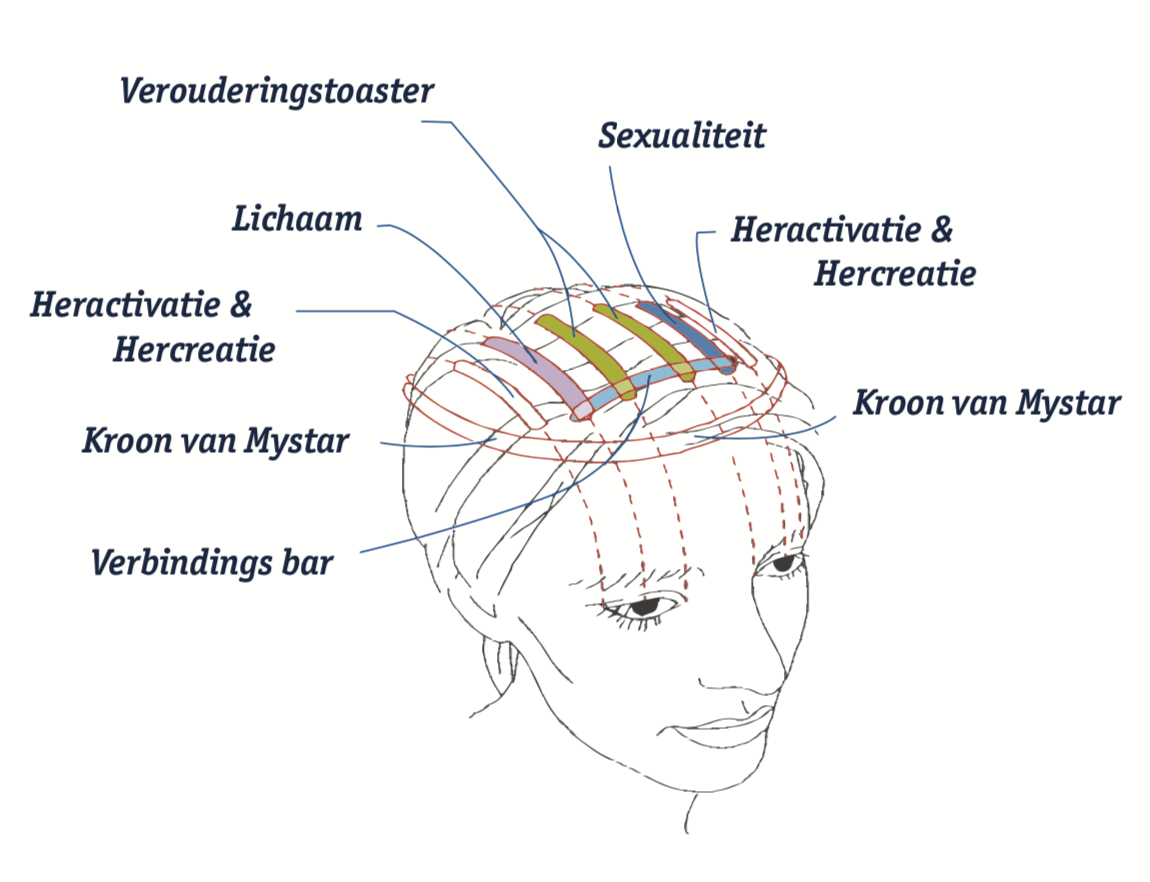 Verouderingstoaster
Sexualiteit
Lichaam
Heractivatie &
Hercreatie
Heractivatie &
Hercreatie
Kroon van Mystar
Kroon van Mystar
Verbindings bar